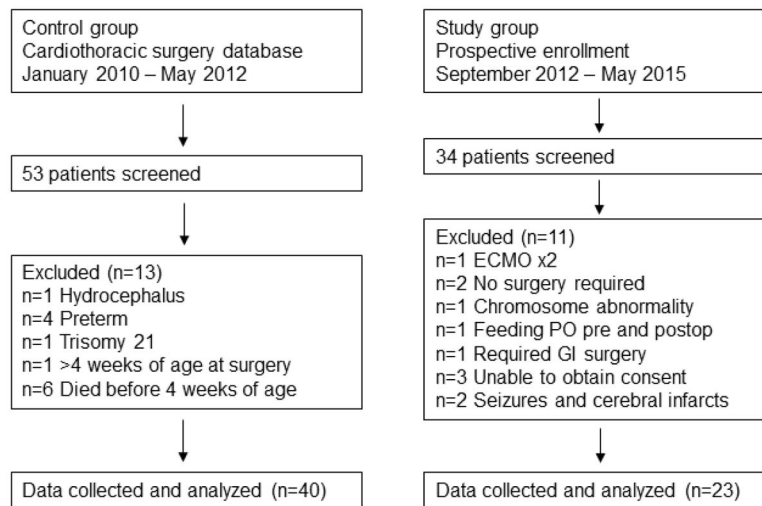 Control group
Cardiothoracic surgery database
January 2010 – May 2012
53 patients screened
Excluded (n=13)
n=1 Hydrocephalus
n=4 Preterm
n=1 Trisomy 21
n=1 >4 weeks of age at surgery
n=6 Died before 4 weeks of age
Data collected and analyzed (n=40)
Study group
Prospective enrollment
September 2012 – May 2015
34 patients screened
Excluded (n=11)
n=1 ECMO x2
n=2 No surgery required
n=1 Chromosome abnormality
n=1 Feeding PO pre and postop
n=1 Required GI surgery
n=3 Unable to obtain consent
n=2 Seizures and cerebral infarcts
Data collected and analyzed (n=23)